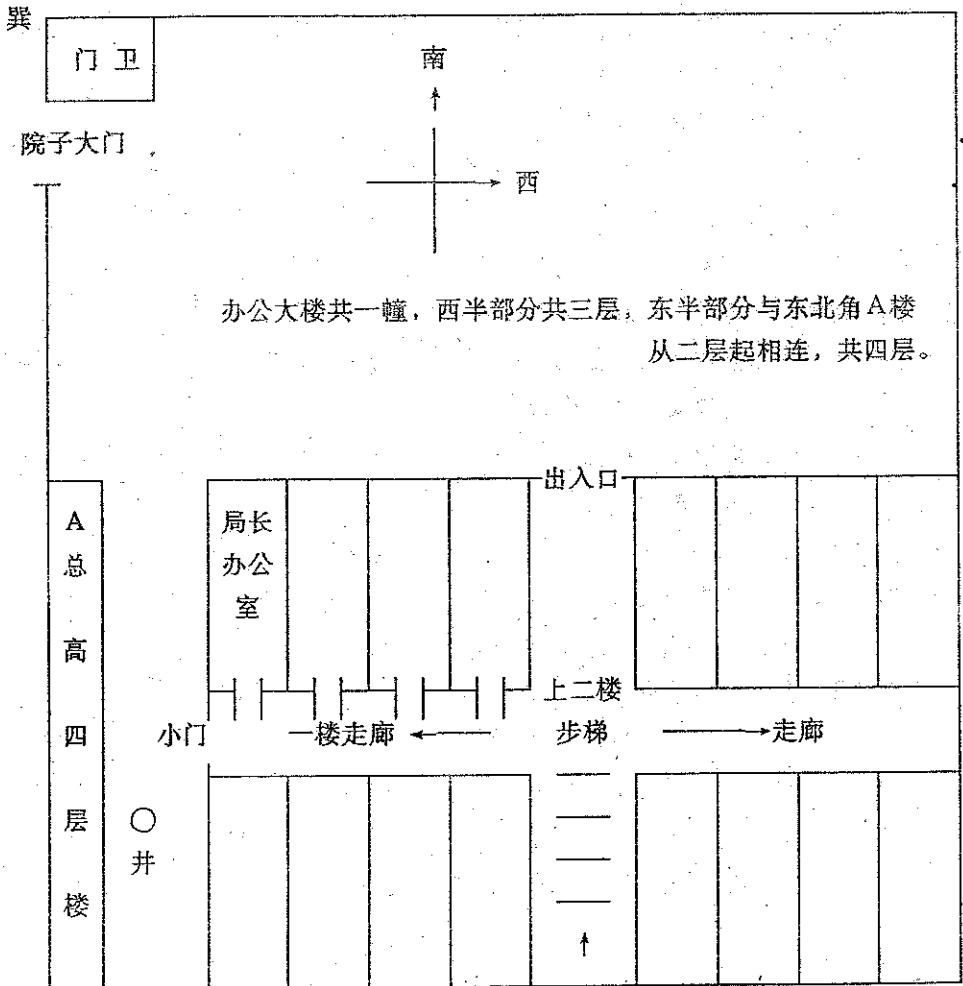 巽
门卫
南
院子大门
西
办公大楼共一幢，西半部分共三层，东半部分与东北角A楼
从二层起相连，共四层。
出入口
A总高四层楼
局长
办公
室
上二楼
小门
一楼走廊
步梯
走廊
井